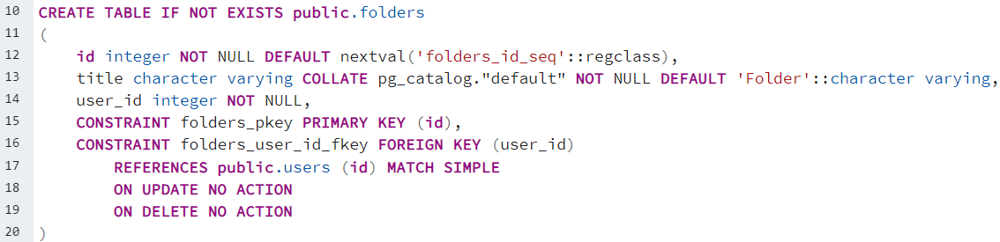 10 CREATE TABLE IF NOT EXISTS public.folders
11 (
12     id integer NOT NULL DEFAULT nextval('folders_id_seq'::regclass),
13     title character varying COLLATE pg_catalog."default" NOT NULL DEFAULT 'Folder'::character varying,
14     user_id integer NOT NULL,
15     CONSTRAINT folders_pkey PRIMARY KEY (id),
16     CONSTRAINT folders_user_id_fkey FOREIGN KEY (user_id)
17         REFERENCES public.users (id) MATCH SIMPLE
18         ON UPDATE NO ACTION
19         ON DELETE NO ACTION
20 )